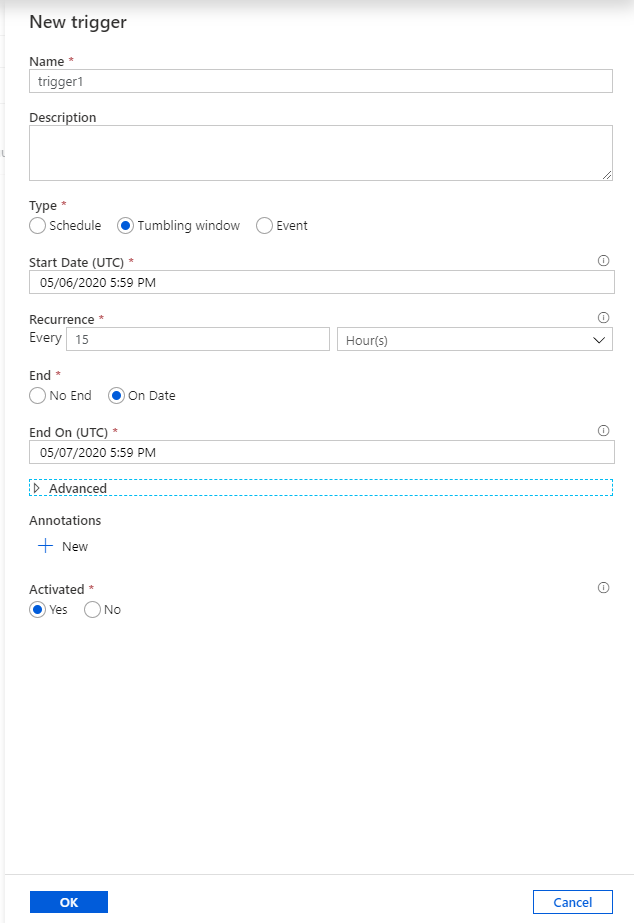 New trigger
Name *
trigger1
Description
Type *
Schedule Tumbling window Event
Start Date (UTC) *
05/06/2020 5:59 PM
Recurrence *
Every 15 Hour(s)
End *
No End On Date
End On (UTC) *
05/07/2020 5:59 PM
Advanced
Annotations
New
Activated *
Yes No
OK Cancel